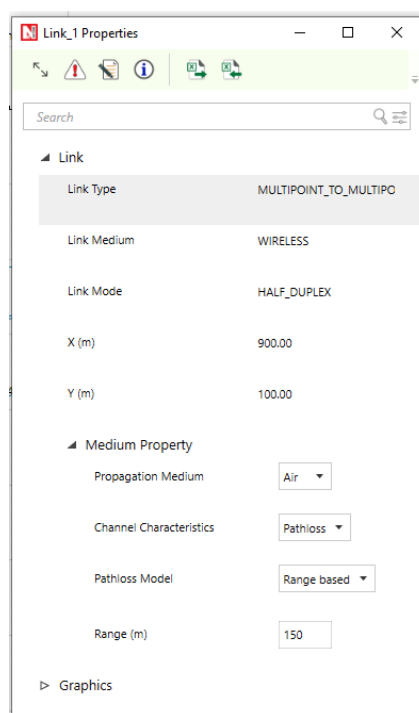 Link_1 Properties
Search
Link
Link Type MULTIPOINT_TO_MULTIPO
Link Medium WIRELESS
Link Mode HALF_DUPLEX
X (m) 900.00
Y (m) 100.00
Medium Property
Propagation Medium Air
Channel Characteristics Pathloss
Pathloss Model Range based
Range (m) 150
Graphics